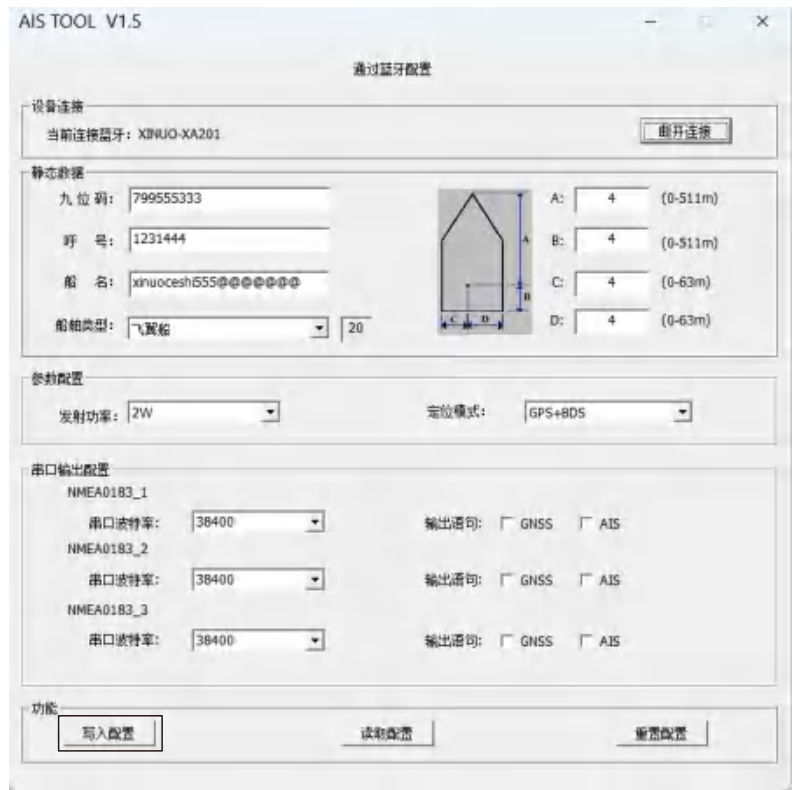 AIS TOOL V1.5
通过蓝牙配置
设备连接
当前连接蓝牙：XINUO-XA201
断开连接
静态数据
九位码： 799555333
A: 4 (0-511m)
呼号： 1231444
B: 4 (0-511m)
船名： xinuoceshi555@@@@@@@
C: 4 (0-63m)
船舶类型： 飞翼船 20
D: 4 (0-63m)
A
B
C D
参数配置
发射功率： 2W
定位模式： GPS+BDS
串口输出配置
NMEA0183_1
串口波特率: 38400 输出语句: GNSS AIS
NMEA0183_2
串口波特率: 38400 输出语句: GNSS AIS
NMEA0183_3
串口波特率: 38400 输出语句: GNSS AIS
功能
写入配置 读取配置 重置配置